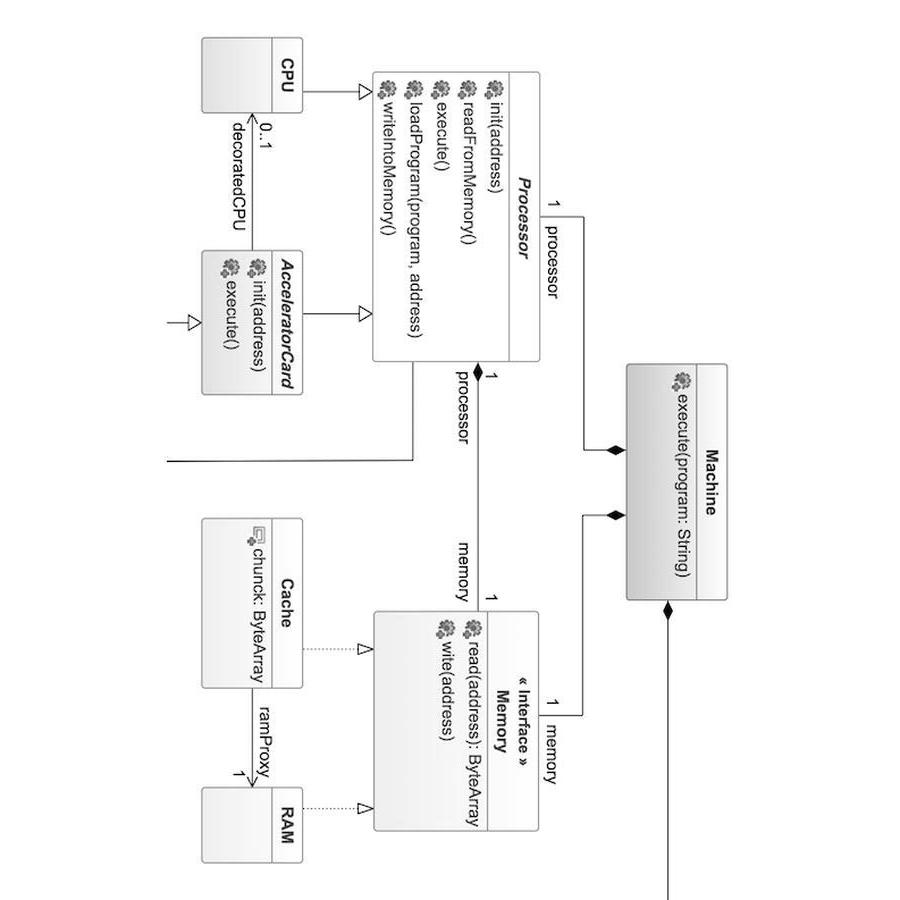 Machine
execute(program: String)
1
processor
1
memory
Processor
init(address)
readFromMemory()
execute()
loadProgram(program, address)
writeIntoMemory()
1
processor
1
memory
« Interface »
Memory
read(address): ByteArray
wite(address)
CPU
0..1
decoratedCPU
AcceleratorCard
init(address)
execute()
Cache
chunck: ByteArray
ramProxy
1
RAM